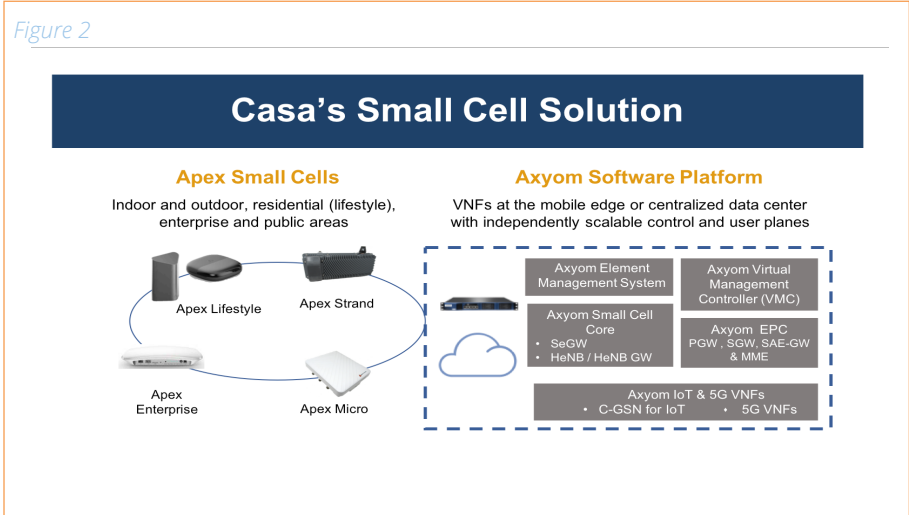 Figure 2
Casa's Small Cell Solution
Apex Small Cells
Indoor and outdoor, residential (lifestyle),
enterprise and public areas
Apex Lifestyle
Apex Strand
Apex
Enterprise
Apex Micro
Axyom Software Platform
VNFs at the mobile edge or centralized data center
with independently scalable control and user planes
Axyom Element
Management System
Axyom Virtual
Management
Controller (VMC)
Axyom Small Cell
Core
• SeGW
• HeNB / HeNB GW
Axyom EPC
PGW , SGW, SAE-GW
& MME
Axyom IoT & 5G VNFs
• C-GSN for IoT • 5G VNFs